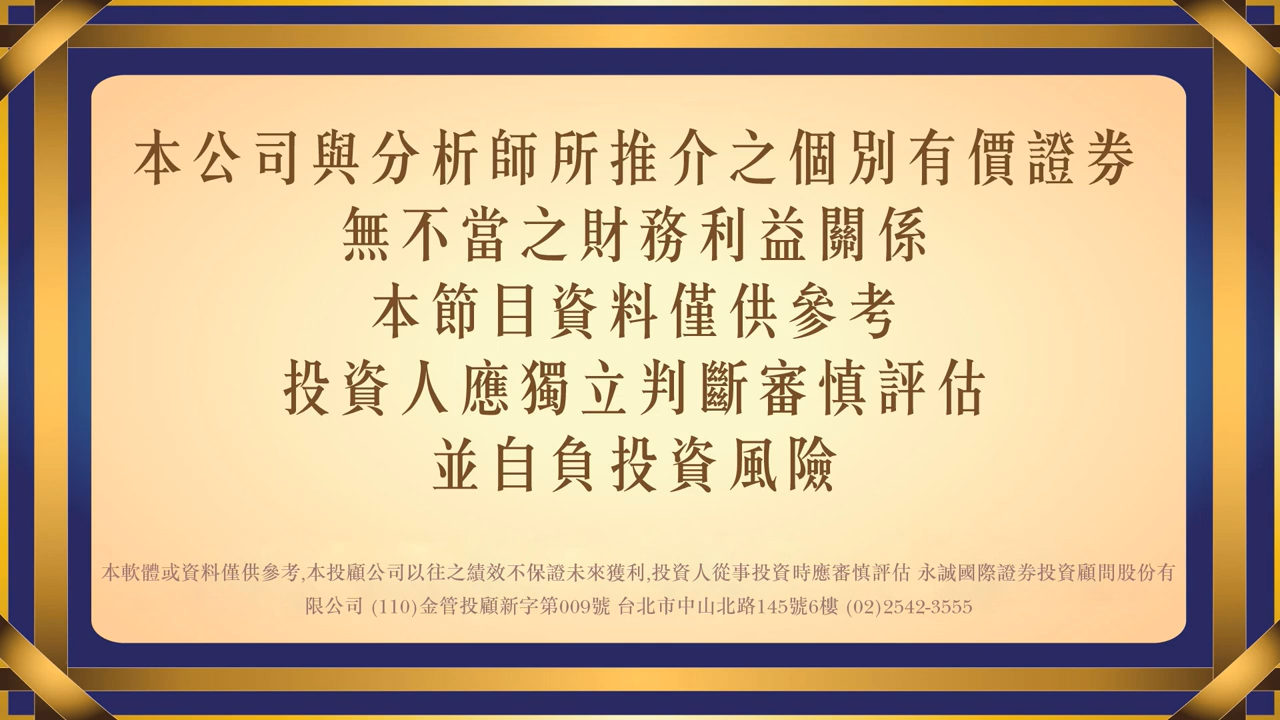 本公司與分析師所推介之個別有價證券
無不當之財務利益關係
本節目資料僅供參考
投資人應獨立判斷審慎評估
並自負投資風險
本軟體或資料僅供參考,本投顧公司以往之績效不保證未來獲利,投資人從事投資時應審慎評估 永誠國際證券投資顧問股份有
限公司 (110)金管投顧新字第009號 台北市中山北路145號6樓 (02)2542-3555